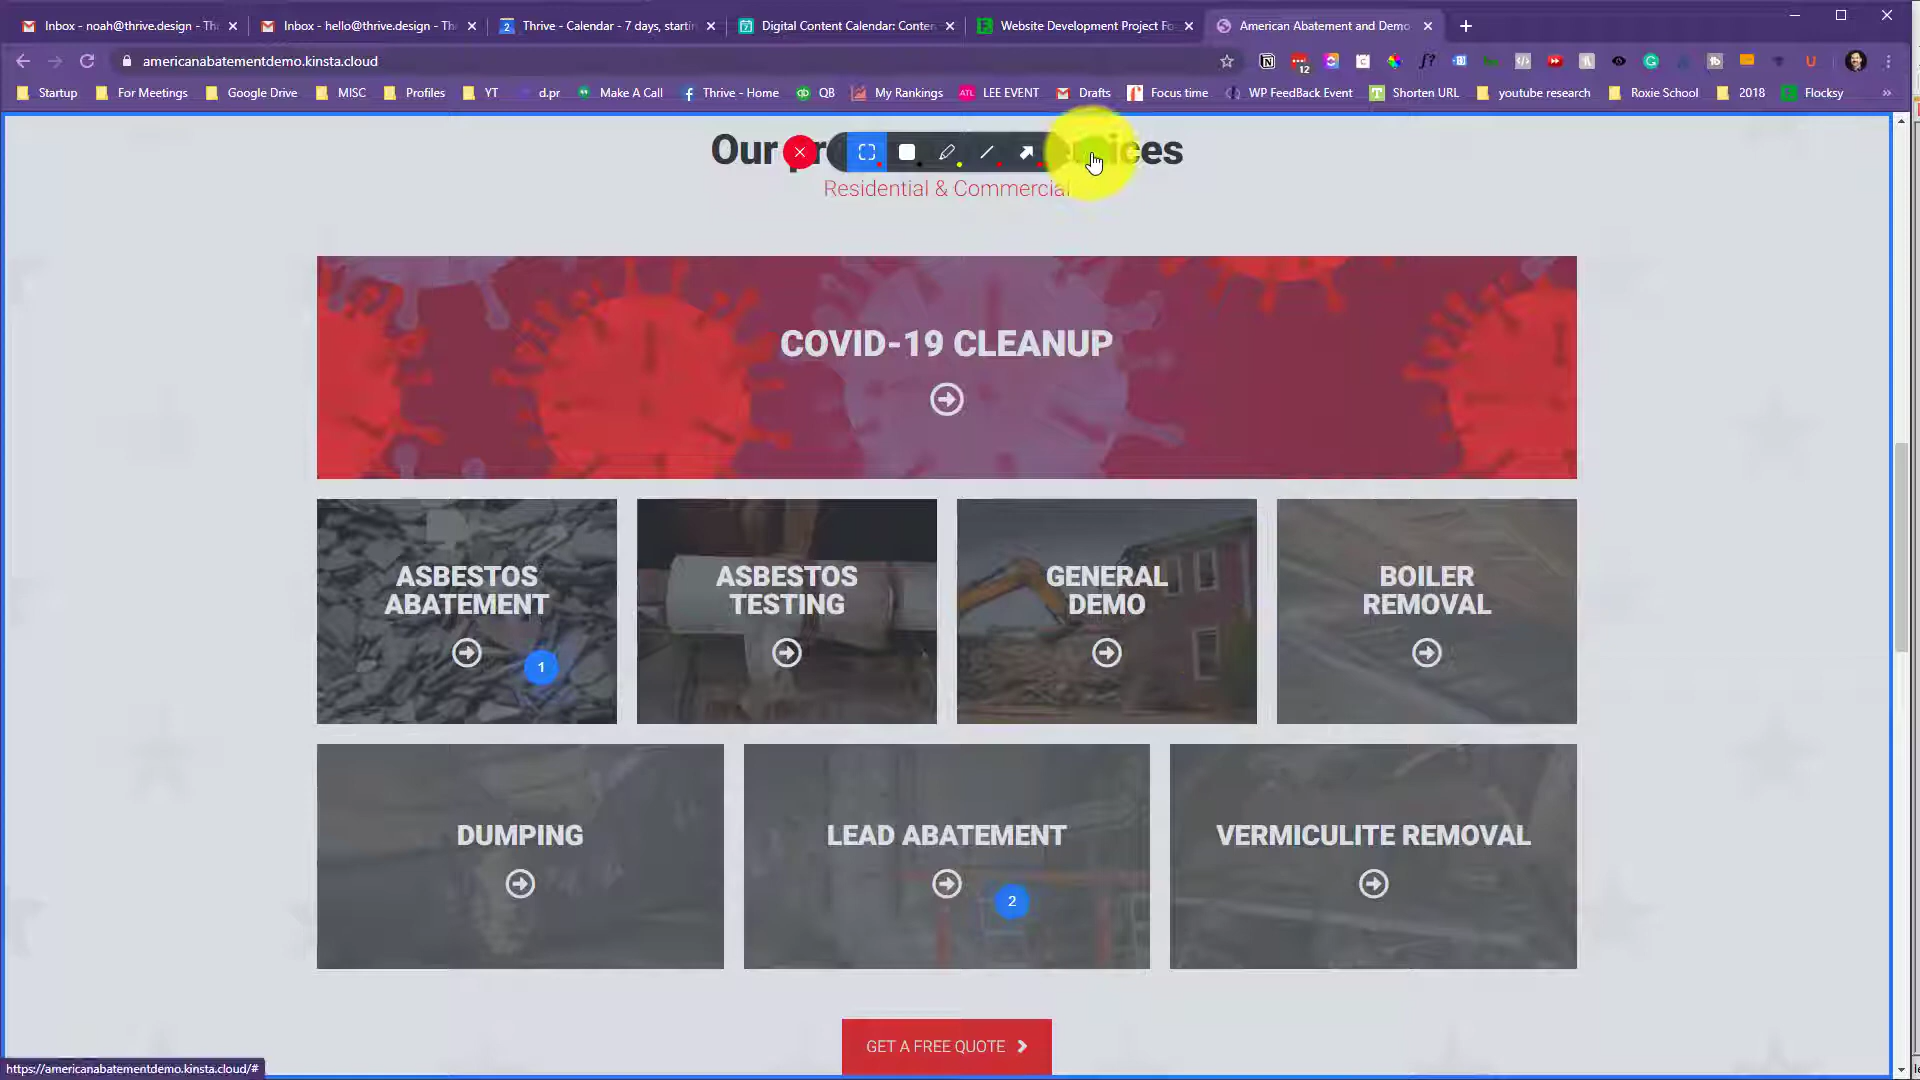 Inbox - noah@thrive.design - Th
Inbox - hello@thrive.design - The
Thrive - Calendar - 7 days, startin
Digital Content Calendar: Conten
Website Development Project Fo
American Abatement and Demo
americanabatementdemo.kinsta.cloud
12
Startup
For Meetings
Google Drive
MISC
Profiles
YT
d.pr
Make A Call
Thrive - Home
QB
My Rankings
LEE EVENT
Drafts
Focus time
WP FeedBack Event
Shorten URL
youtube research
Roxie School
2018
Flocksy
Our
Residential & Commercial
COVID-19 CLEANUP
ASBESTOS
ABATEMENT
1
ASBESTOS
TESTING
GENERAL
DEMO
BOILER
REMOVAL
DUMPING
LEAD ABATEMENT
2
VERMICULITE REMOVAL
GET A FREE QUOTE
https://americanabatementdemo.kinsta.cloud/#